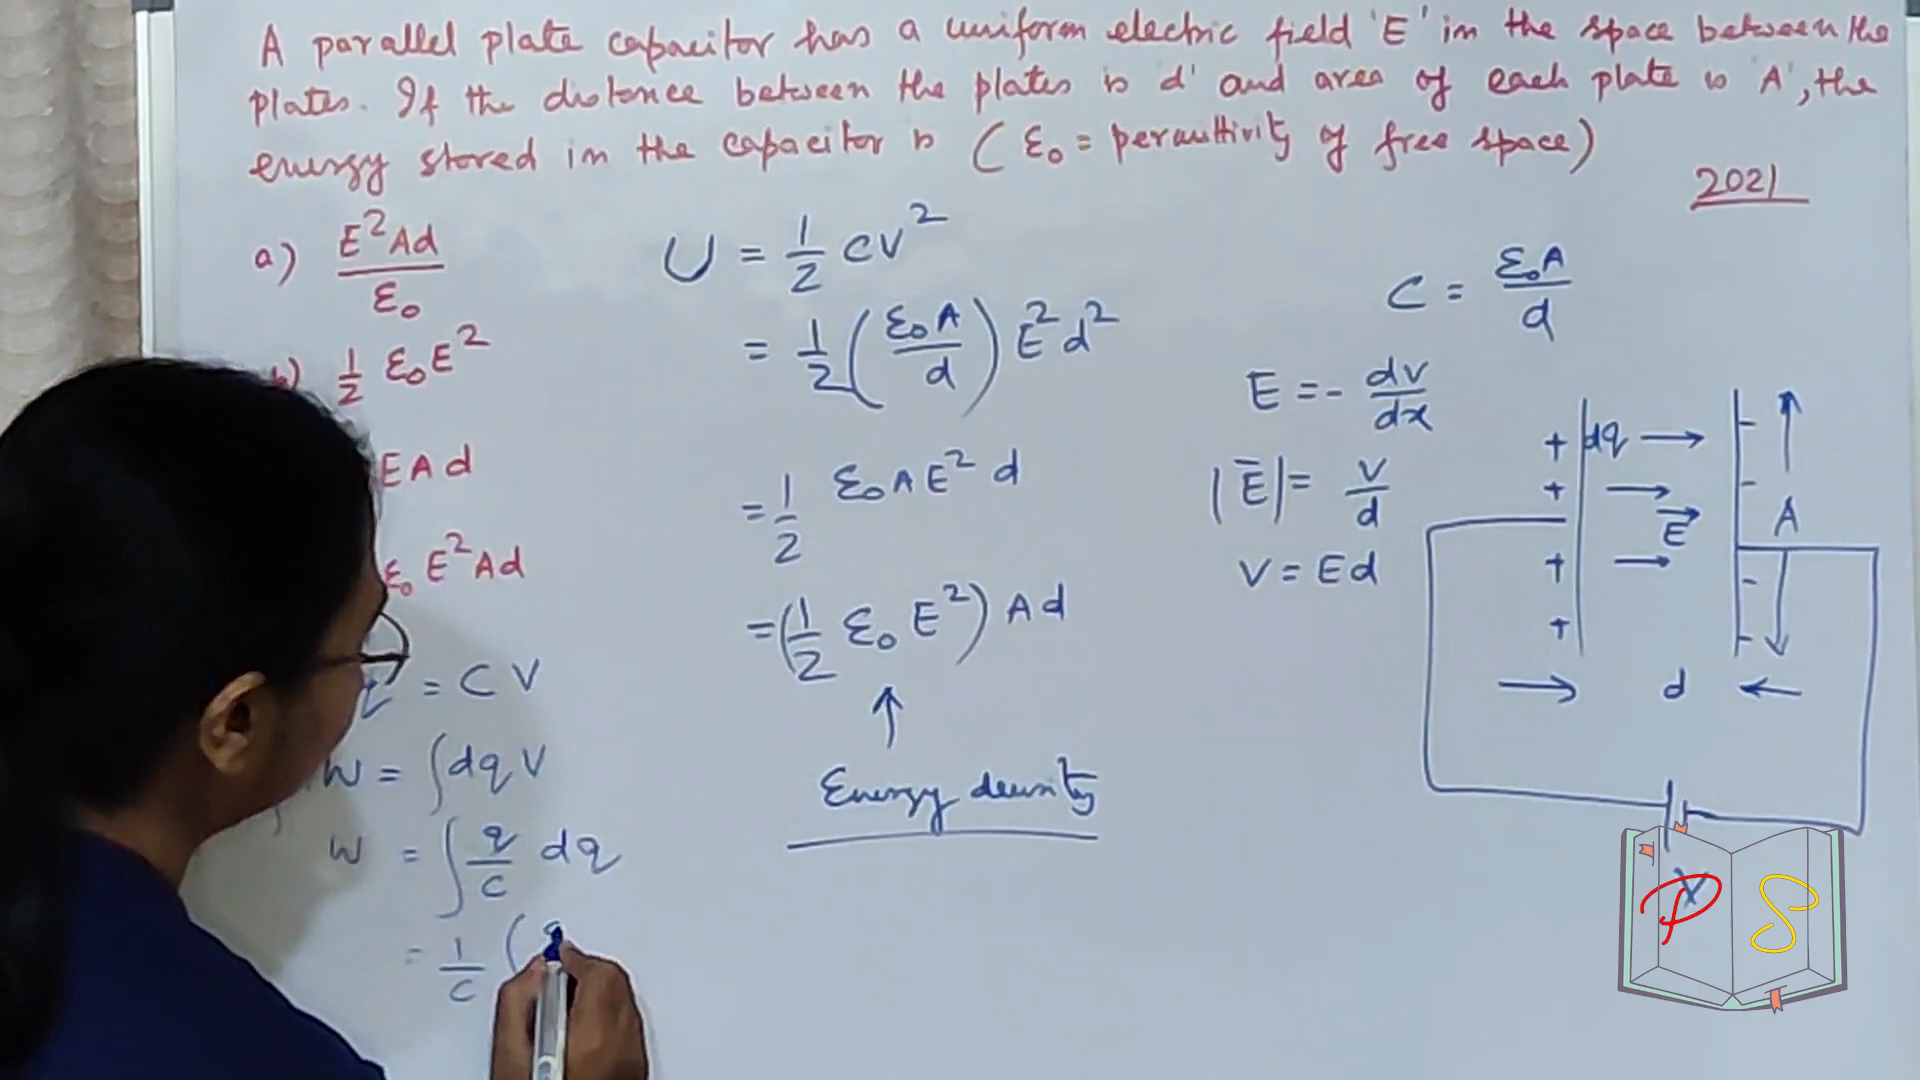 A parallel plate capacitor has a uniform electric field 'E' in the space between the
plates. If the distance between the plates is 'd' and area of each plate is 'A', the
energy stored in the capacitor is (ε₀ = permittivity of free space)
2021
a) E²Ad / ε₀
b) 1/2 ε₀E²
EAd
ε₀ E²Ad
U = 1/2 CV²
= 1/2 (ε₀A/d) E²d²
= 1/2 ε₀AE²d
= (1/2 ε₀ E²) Ad
↑
Energy density
C = ε₀A/d
E = - dv/dx
|E̅| = V/d
V = Ed
+ dq → -
+ → -
E⃗
A
+ → -
+ -
→ d ←
V
q = CV
W = ∫dq V
W = ∫ q/c dq
= 1/c (
P S